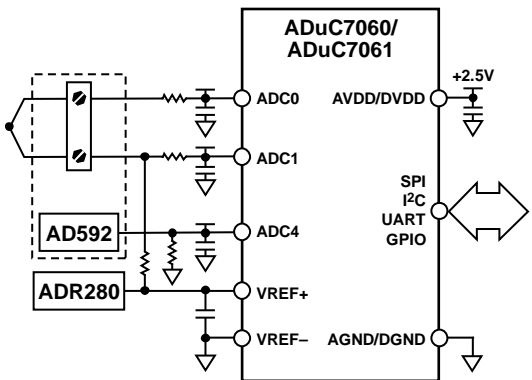 ADuC7060/
ADuC7061
+2.5V
ADC0
AVDD/DVDD
ADC1
SPI
I²C
UART
GPIO
AD592
ADC4
ADR280
VREF+
VREF–
AGND/DGND